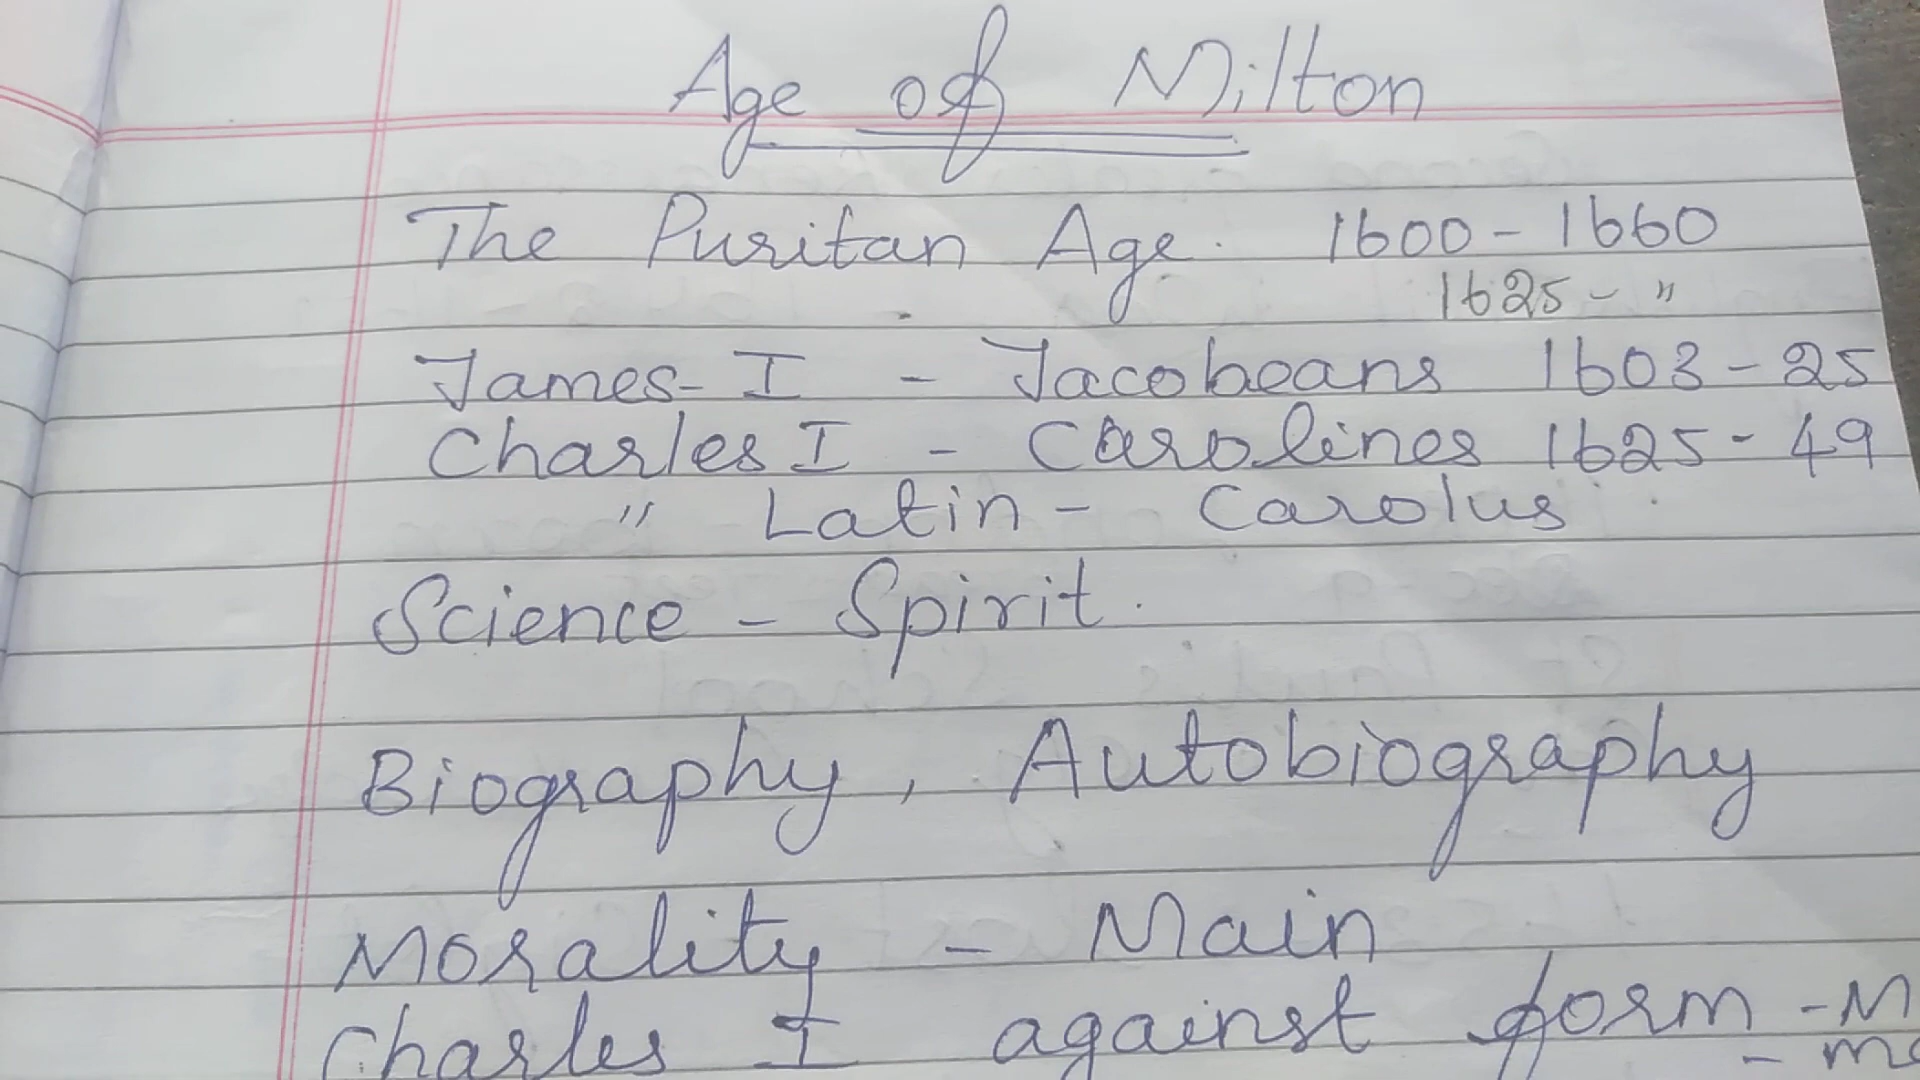 Age of Milton
The Puritan Age. 1600 - 1660
1625 - "
James - I - Jacobeans 1603 - 25
Charles I - Carolines 1625 - 49
" Latin - Carolus
Science - Spirit.
Biography, Autobiography
Morality - Main
Charles I against form - M